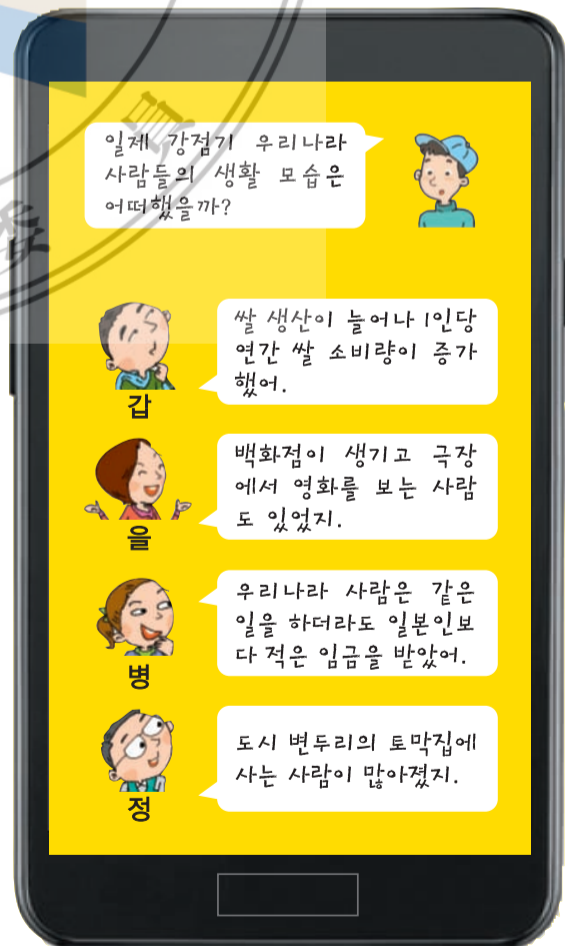 일제 강점기 우리나라
사람들의 생활 모습은
어떠했을까?
쌀 생산이 늘어나 1인당
연간 쌀 소비량이 증가
했어.
갑
백화점이 생기고 극장
에서 영화를 보는 사람
도 있었지.
을
우리나라 사람은 같은
일을 하더라도 일본인보
다 적은 임금을 받았어.
병
도시 변두리의 토막집에
사는 사람이 많아졌지.
정